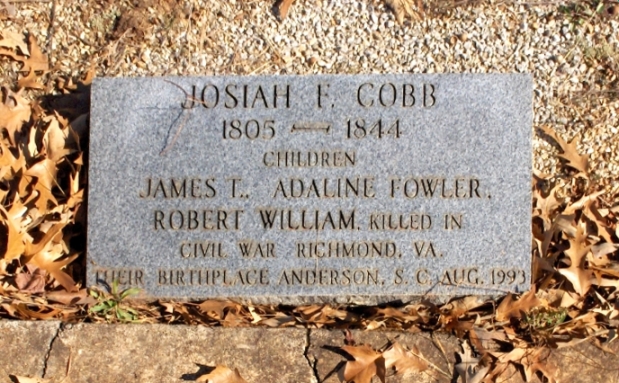 JOSIAH F. COBB
1805 — 1844
CHILDREN
JAMES T., ADALINE FOWLER,
ROBERT WILLIAM, KILLED IN
CIVIL WAR RICHMOND, VA.
THEIR BIRTHPLACE ANDERSON, S. C. AUG. 1993